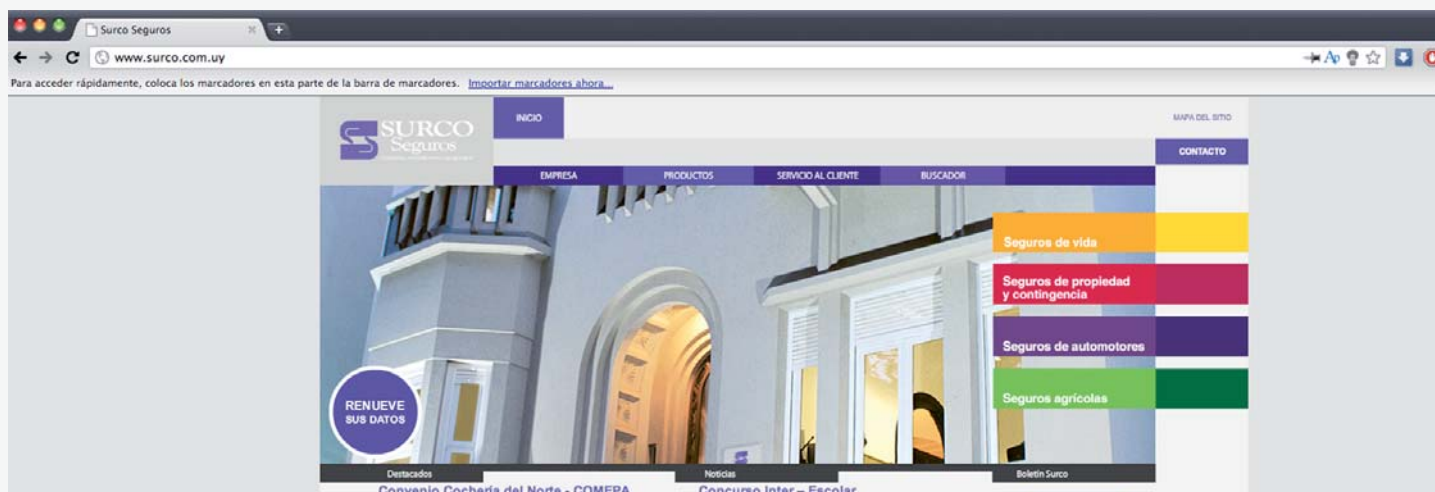 Surco Seguros
www.surco.com.uy
Para acceder rápidamente, coloca los marcadores en esta parte de la barra de marcadores. Importar marcadores ahora...
SURCO
Seguros
INICIO
MAPA DEL SITIO
CONTACTO
EMPRESA PRODUCTOS SERVICIO AL CLIENTE BUSCADOR
Seguros de vida
Seguros de propiedad
y contingencia
Seguros de automotores
Seguros agrícolas
RENUEVE
SUS DATOS
Destacados Noticias Boletín Surco
Convenio Cochería del Norte - COMEPA Concurso Inter – Escolar